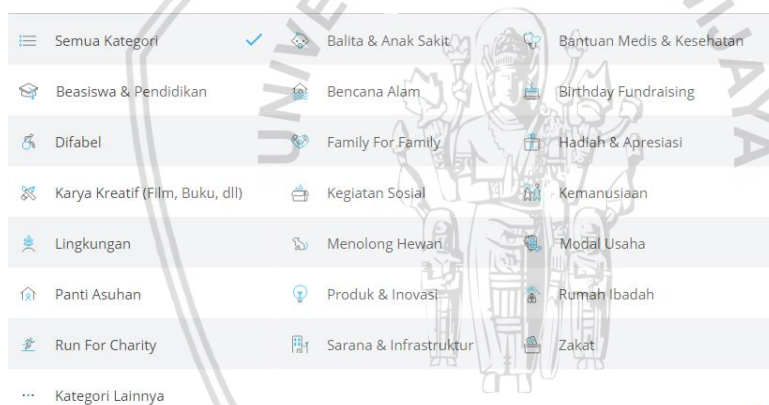 Semua Kategori
Balita & Anak Sakit
Bantuan Medis & Kesehatan
Beasiswa & Pendidikan
Bencana Alam
Birthday Fundraising
Difabel
Family For Family
Hadiah & Apresiasi
Karya Kreatif (Film, Buku, dll)
Kegiatan Sosial
Kemanusiaan
Lingkungan
Menolong Hewan
Modal Usaha
Panti Asuhan
Produk & Inovasi
Rumah Ibadah
Run For Charity
Sarana & Infrastruktur
Zakat
Kategori Lainnya